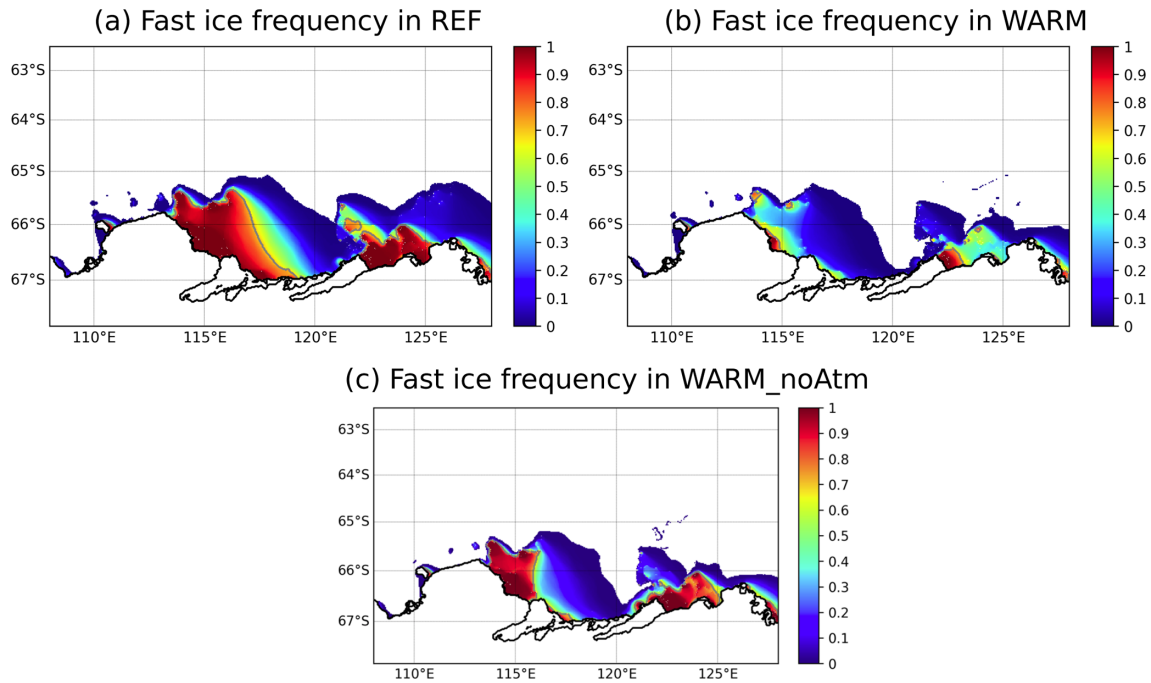 (a) Fast ice frequency in REF
63°S
64°S
65°S
66°S
67°S
110°E 115°E 120°E 125°E
1
0.9
0.8
0.7
0.6
0.5
0.4
0.3
0.2
0.1
0
(b) Fast ice frequency in WARM
63°S
64°S
65°S
66°S
67°S
110°E 115°E 120°E 125°E
1
0.9
0.8
0.7
0.6
0.5
0.4
0.3
0.2
0.1
0
(c) Fast ice frequency in WARM_noAtm
63°S
64°S
65°S
66°S
67°S
110°E 115°E 120°E 125°E
1
0.9
0.8
0.7
0.6
0.5
0.4
0.3
0.2
0.1
0